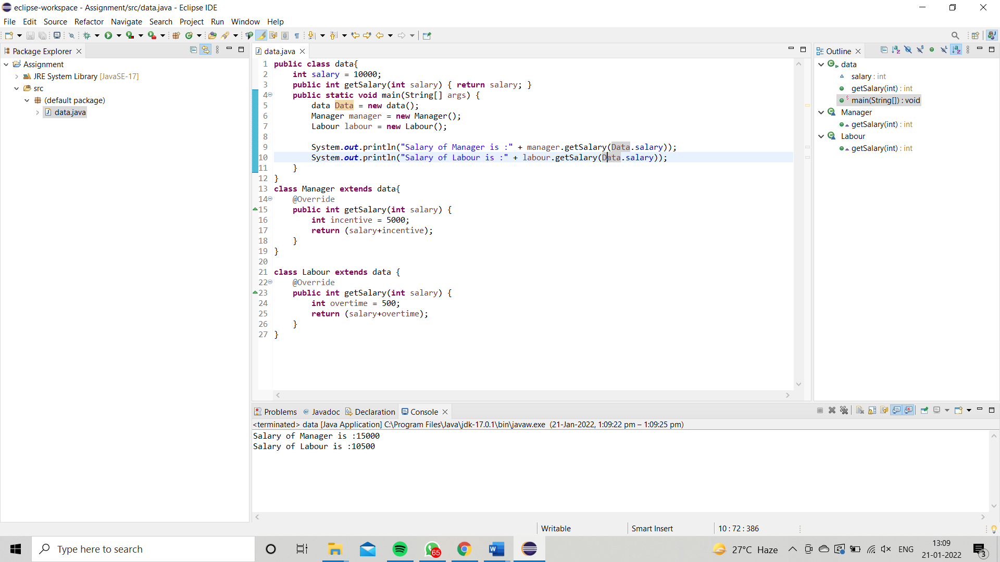 eclipse-workspace - Assignment/src/data.java - Eclipse IDE
File Edit Source Refactor Navigate Search Project Run Window Help
Package Explorer
Assignment
JRE System Library [JavaSE-17]
src
(default package)
data.java
data.java
1 public class data{
2 int salary = 10000;
3 public int getSalary(int salary) { return salary; }
4 public static void main(String[] args) {
5 data Data = new data();
6 Manager manager = new Manager();
7 Labour labour = new Labour();
8
9 System.out.println("Salary of Manager is :" + manager.getSalary(Data.salary));
10 System.out.println("Salary of Labour is :" + labour.getSalary(Data.salary));
11 }
12 }
13 class Manager extends data{
14 @Override
15 public int getSalary(int salary) {
16 int incentive = 5000;
17 return (salary+incentive);
18 }
19 }
20
21 class Labour extends data {
22 @Override
23 public int getSalary(int salary) {
24 int overtime = 500;
25 return (salary+overtime);
26 }
27 }
Outline
data
salary : int
getSalary(int) : int
main(String[]) : void
Manager
getSalary(int) : int
Labour
getSalary(int) : int
Problems @ Javadoc Declaration Console
<terminated> data [Java Application] C:\Program Files\Java\jdk-17.0.1\bin\javaw.exe (21-Jan-2022, 1:09:22 pm – 1:09:25 pm)
Salary of Manager is :15000
Salary of Labour is :10500
Writable Smart Insert 10 : 72 : 386
Type here to search
65
27°C Haze
ENG
13:09
21-01-2022
3